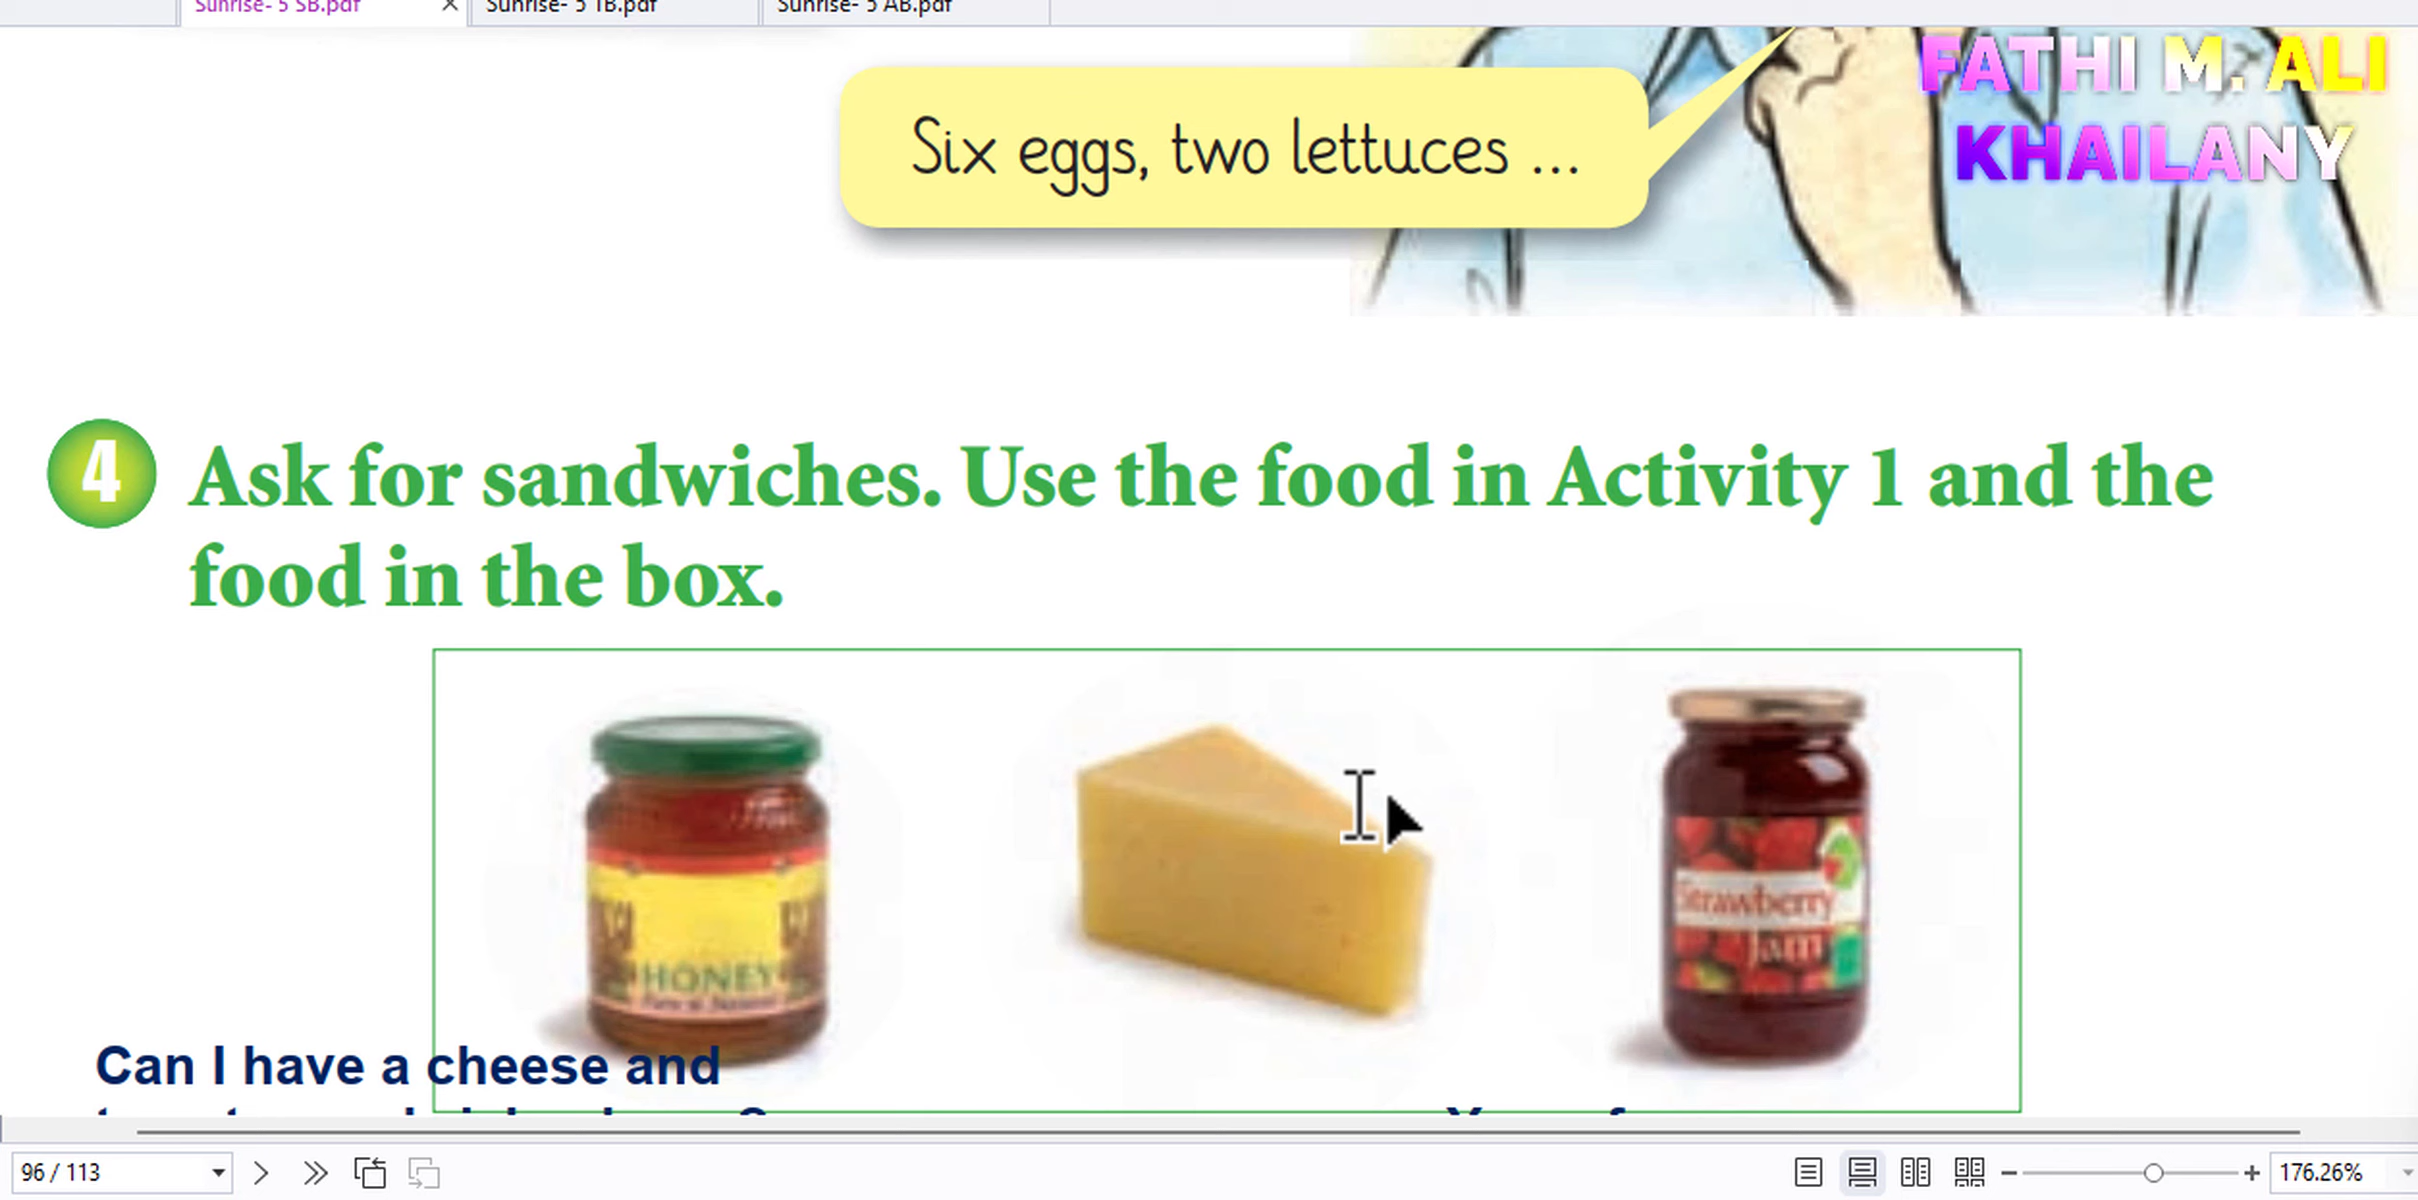 Sunrise- 5 SB.pdf
Sunrise- 5 TB.pdf
Sunrise- 5 AB.pdf
FATHI M. ALI
KHAILANY
Six eggs, two lettuces ...
4 Ask for sandwiches. Use the food in Activity 1 and the
food in the box.
HONEY
Strawberry
Jam
Can I have a cheese and
96 / 113
176.26%